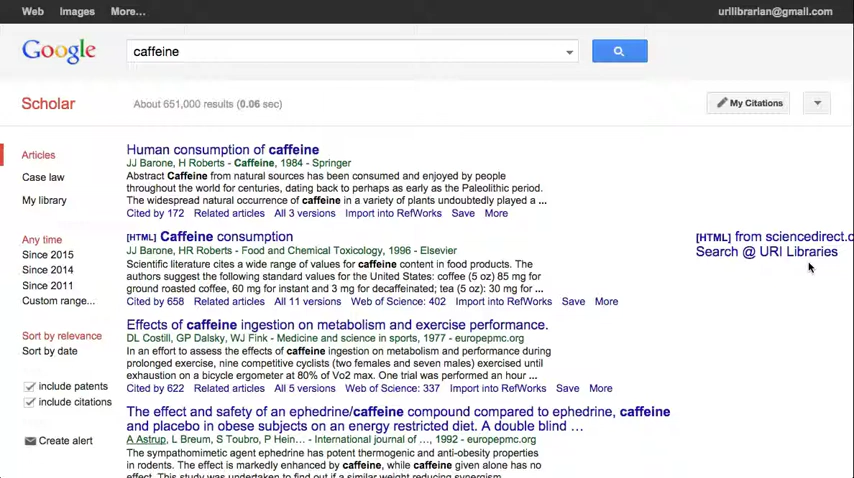 Web Images More... urilibrarian@gmail.com
Google caffeine
Scholar About 651,000 results (0.06 sec) My Citations
Articles
Case law
My library
Any time
Since 2015
Since 2014
Since 2011
Custom range...
Sort by relevance
Sort by date
include patents
include citations
Create alert
Human consumption of caffeine
JJ Barone, H Roberts - Caffeine, 1984 - Springer
Abstract Caffeine from natural sources has been consumed and enjoyed by people
throughout the world for centuries, dating back to perhaps as early as the Paleolithic period.
The widespread natural occurrence of caffeine in a variety of plants undoubtedly played a ...
Cited by 172 Related articles All 3 versions Import into RefWorks Save More
[HTML] Caffeine consumption
JJ Barone, HR Roberts - Food and Chemical Toxicology, 1996 - Elsevier
Scientific literature cites a wide range of values for caffeine content in food products. The
authors suggest the following standard values for the United States: coffee (5 oz) 85 mg for
ground roasted coffee, 60 mg for instant and 3 mg for decaffeinated; tea (5 oz): 30 mg for ...
Cited by 658 Related articles All 11 versions Web of Science: 402 Import into RefWorks Save More
[HTML] from sciencedirect.c
Search @ URI Libraries
Effects of caffeine ingestion on metabolism and exercise performance.
DL Costill, GP Dalsky, WJ Fink - Medicine and science in sports, 1977 - europepmc.org
In an effort to assess the effects of caffeine ingestion on metabolism and performance during
prolonged exercise, nine competitive cyclists (two females and seven males) exercised until
exhaustion on a bicycle ergometer at 80% of Vo2 max. One trial was performed an hour ...
Cited by 622 Related articles All 5 versions Web of Science: 337 Import into RefWorks Save More
The effect and safety of an ephedrine/caffeine compound compared to ephedrine, caffeine
and placebo in obese subjects on an energy restricted diet. A double blind ...
A Astrup, L Breum, S Toubro, P Hein... - International journal of ..., 1992 - europepmc.org
The sympathomimetic agent ephedrine has potent thermogenic and anti-obesity properties
in rodents. The effect is markedly enhanced by caffeine, while caffeine given alone has no
effect. This study was undertaken to find out if a similar weight reducing synergism